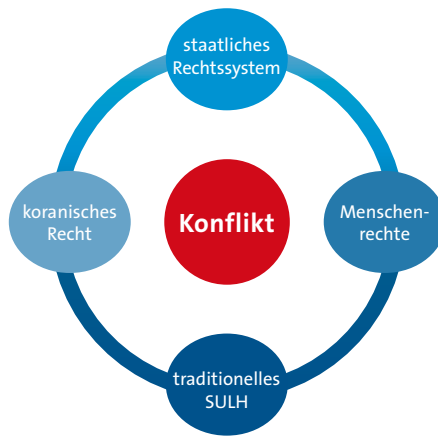 staatliches
Rechtssystem
koranisches
Recht
Konflikt
Menschen-
rechte
traditionelles
SULH